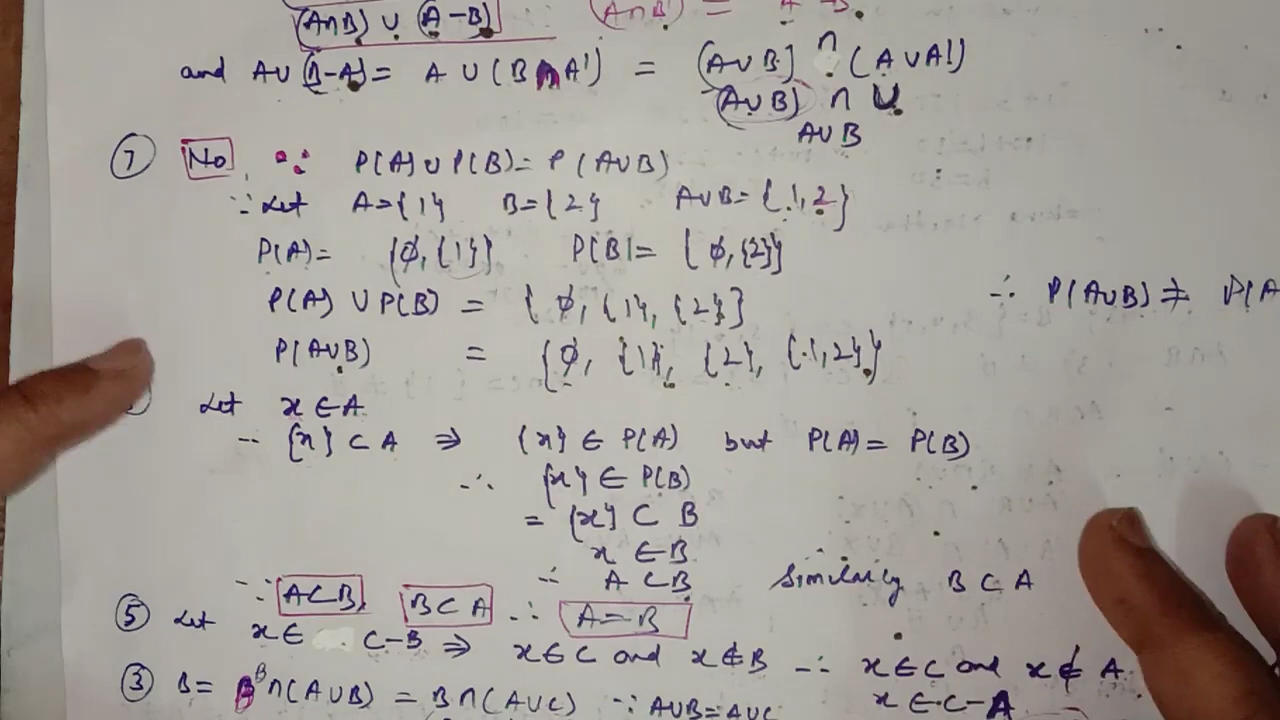 (A∩B) ∪ (A-B) (A∩B') = A-B.
and A∪(B-A) = A ∪ (B∩A') = (A∪B) ∩ (A∪A')
(A∪B) ∩ U
A∪B
⑦ No, ∵ P(A)∪P(B) = P(A∪B)
∵ Let A={1} B={2} A∪B={1,2}
P(A)= {ϕ,{1}} P(B)= {ϕ,{2}}
P(A) ∪ P(B) = {ϕ, {1}, {2}} ∴ P(A∪B) ≠ P(A
P(A∪B) = {ϕ, {1}, {2}, {1,2}}
Let x ∈ A
∴ {x} ⊂ A ⇒ {x} ∈ P(A) but P(A) = P(B)
∴ {x} ∈ P(B)
= {x} ⊂ B
x ∈ B
∴ A ⊂ B Similarly B ⊂ A
∵ A⊂B, B⊂A ∴ A=B
⑤ Let x ∈ C-B ⇒ x∈C and x∉B ∴ x∈C and x∉A
x∈C-A
③ B= B∩(A∪B) = B∩(A∪C) ∵ A∪B=A∪C